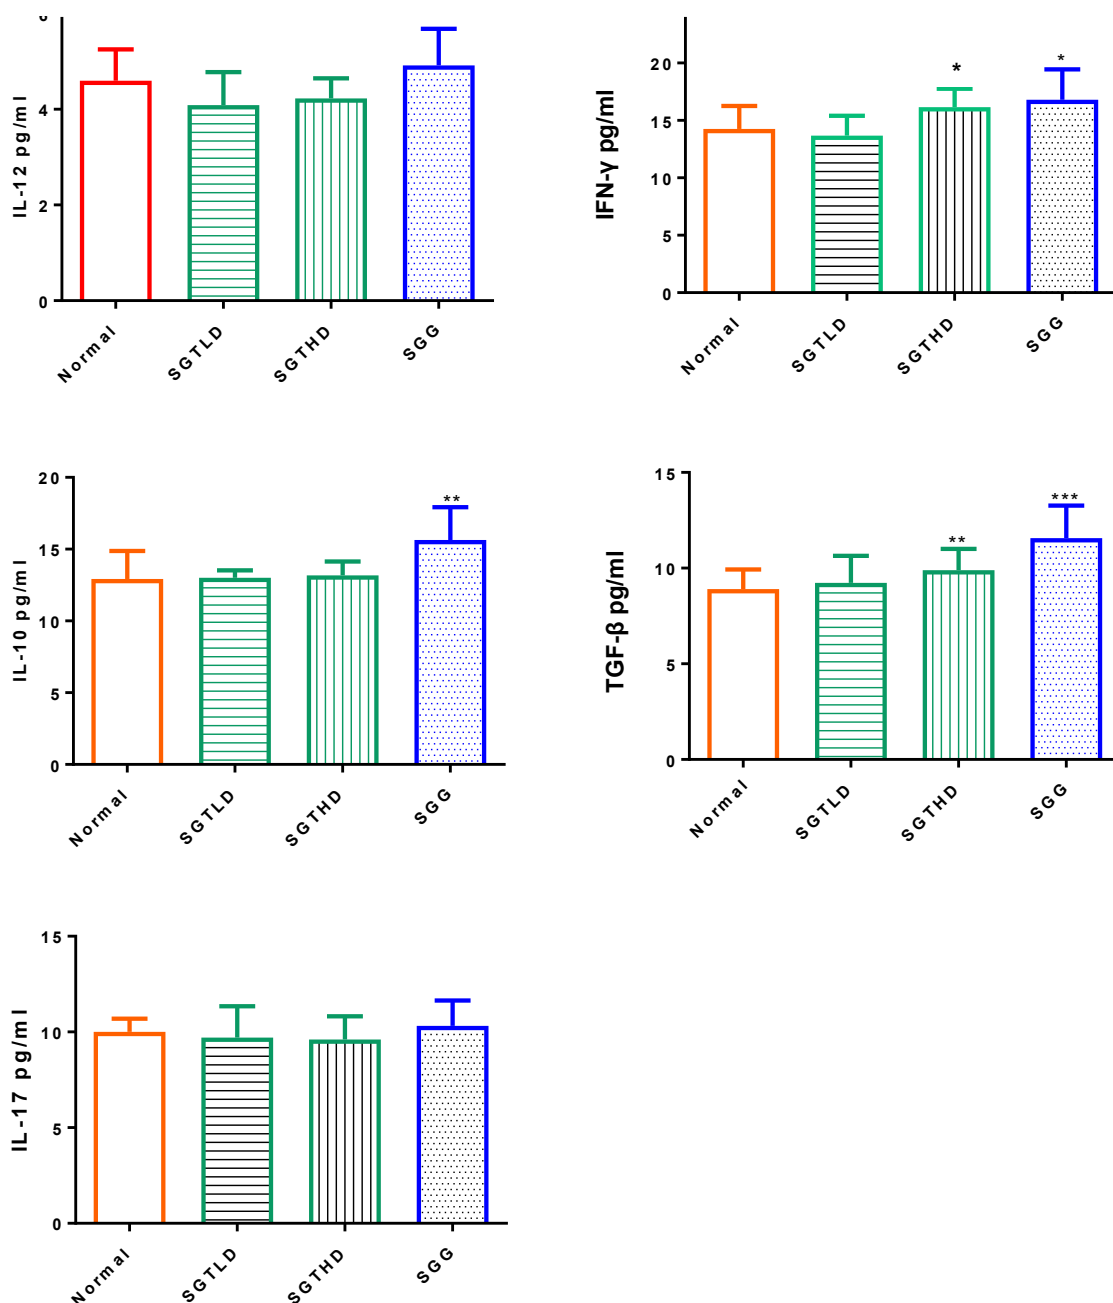 6
4
2
0
IL-12 pg/ml
Normal
SGTLD
SGTHD
SGG
20
15
10
5
0
IFN-γ pg/ml
*
*
Normal
SGTLD
SGTHD
SGG
20
15
10
5
0
IL-10 pg/ml
**
Normal
SGTLD
SGTHD
SGG
15
10
5
0
TGF-β pg/ml
**
***
Normal
SGTLD
SGTHD
SGG
15
10
5
0
IL-17 pg/ml
Normal
SGTLD
SGTHD
SGG